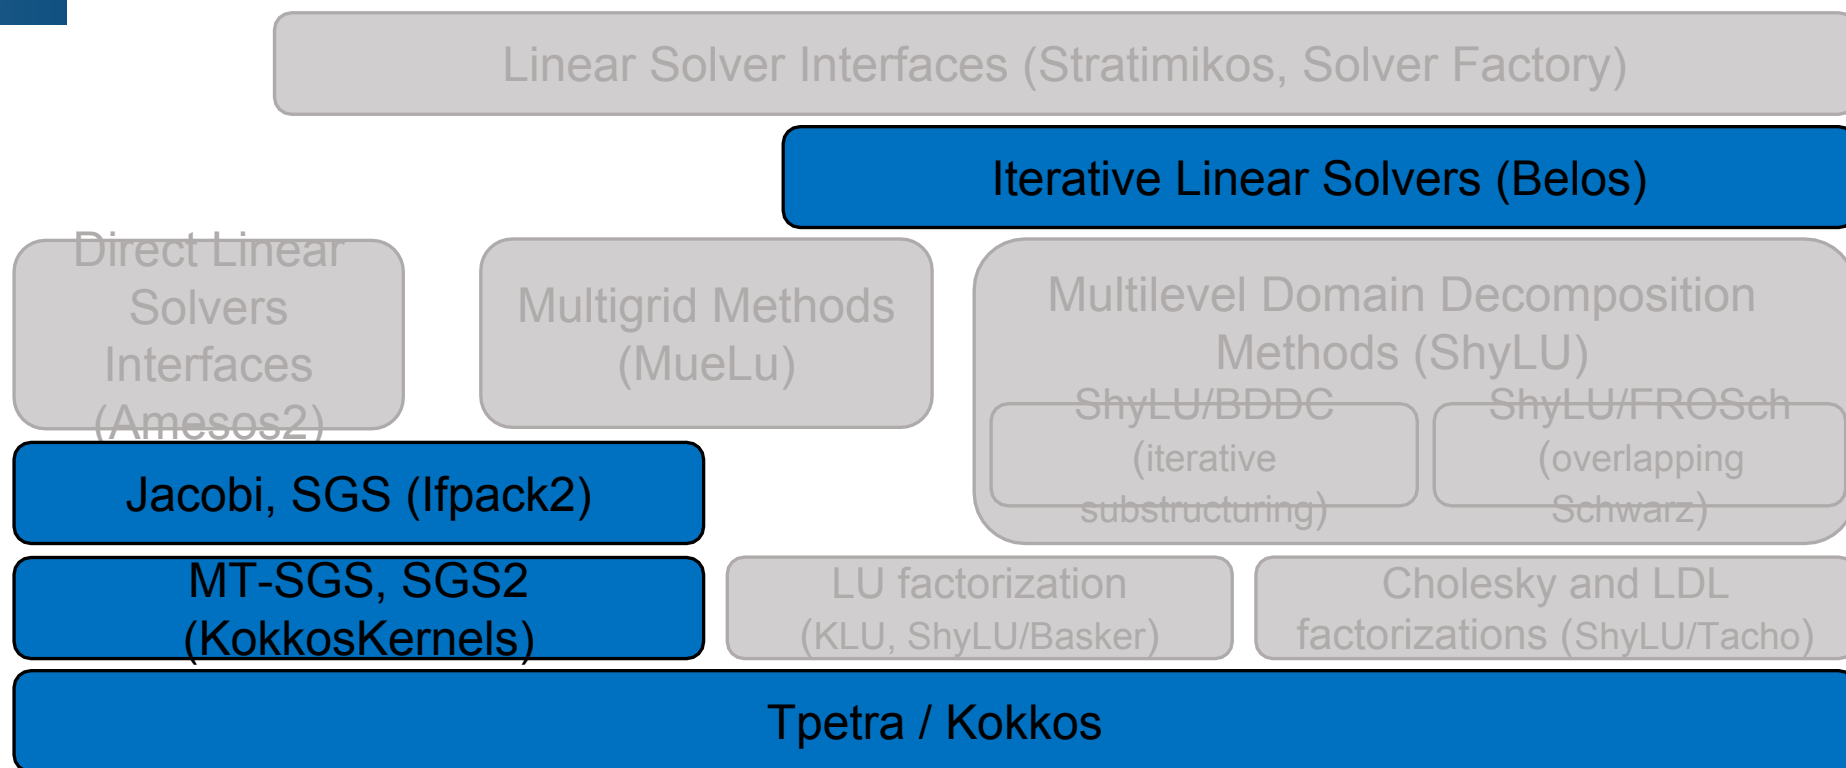 Linear Solver Interfaces (Stratimikos, Solver Factory)
Iterative Linear Solvers (Belos)
Direct Linear
Solvers
Interfaces
(Amesos2)
Multigrid Methods
(MueLu)
Multilevel Domain Decomposition
Methods (ShyLU)
ShyLU/BDDC
(iterative
substructuring)
ShyLU/FROSch
(overlapping
Schwarz)
Jacobi, SGS (Ifpack2)
MT-SGS, SGS2
(KokkosKernels)
LU factorization
(KLU, ShyLU/Basker)
Cholesky and LDL
factorizations (ShyLU/Tacho)
Tpetra / Kokkos